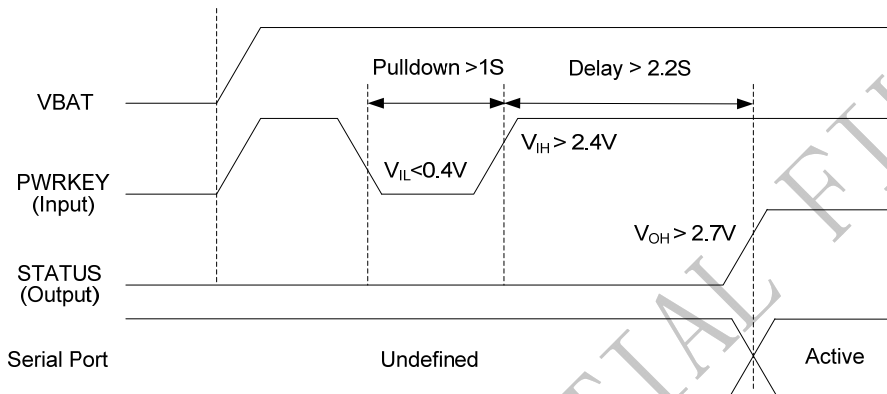 Pulldown >1S
Delay > 2.2S
VBAT
VIL<0.4V
VIH > 2.4V
PWRKEY
(Input)
VOH > 2.7V
STATUS
(Output)
Serial Port
Undefined
Active